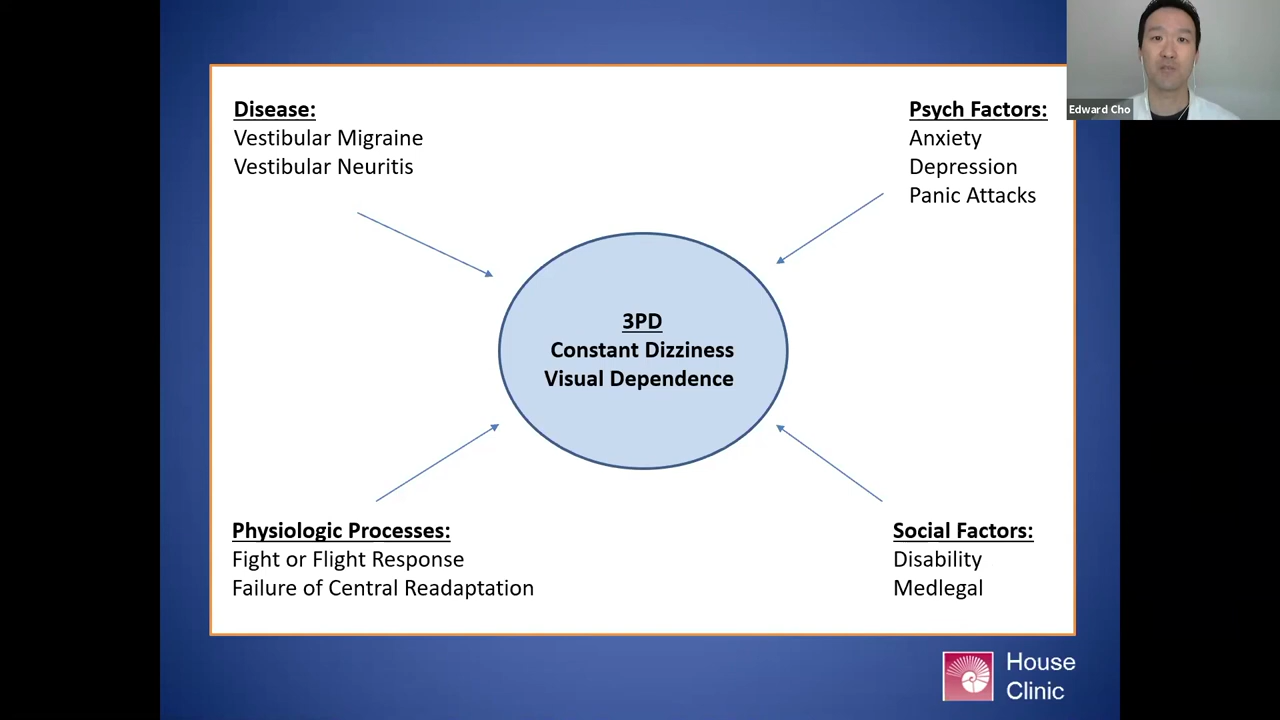 Disease:
Vestibular Migraine
Vestibular Neuritis
Psych Factors:
Anxiety
Depression
Panic Attacks
Edward Cho
3PD
Constant Dizziness
Visual Dependence
Physiologic Processes:
Fight or Flight Response
Failure of Central Readaptation
Social Factors:
Disability
Medlegal
House
Clinic